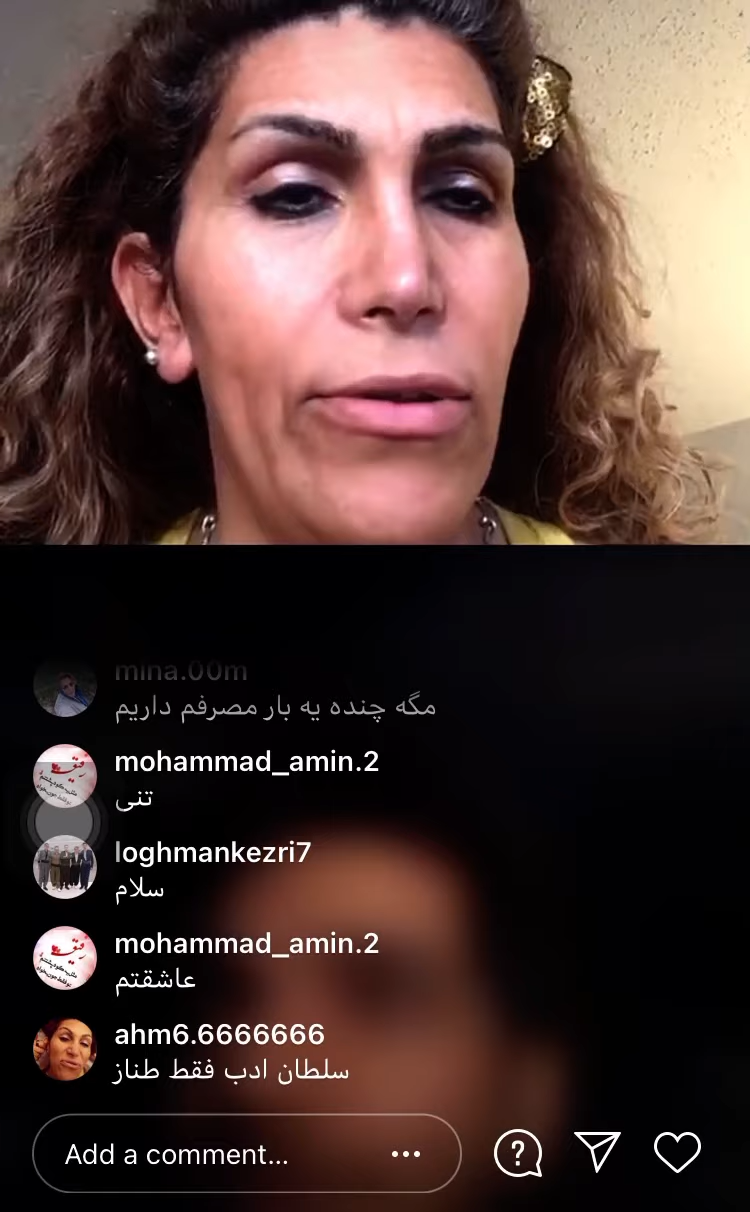 mina.00m
مگه چنده یه بار مصرفم داریم
mohammad_amin.2
تنی
loghmankezri7
سلام
mohammad_amin.2
عاشقتم
ahm6.6666666
سلطان ادب فقط طناز
Add a comment...